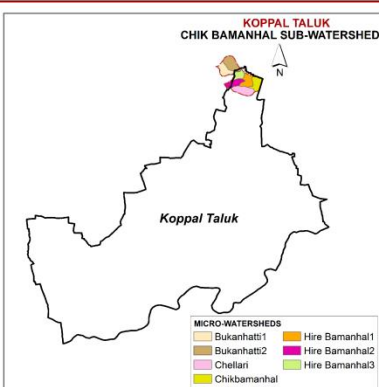 KOPPAL TALUK
CHIK BAMANHAL SUB-WATERSHED
N
Koppal Taluk
MICRO-WATERSHEDS
Bukanhatti1
Bukanhatti2
Chellari
Chikbamanhal
Hire Bamanhal1
Hire Bamanhal2
Hire Bamanhal3